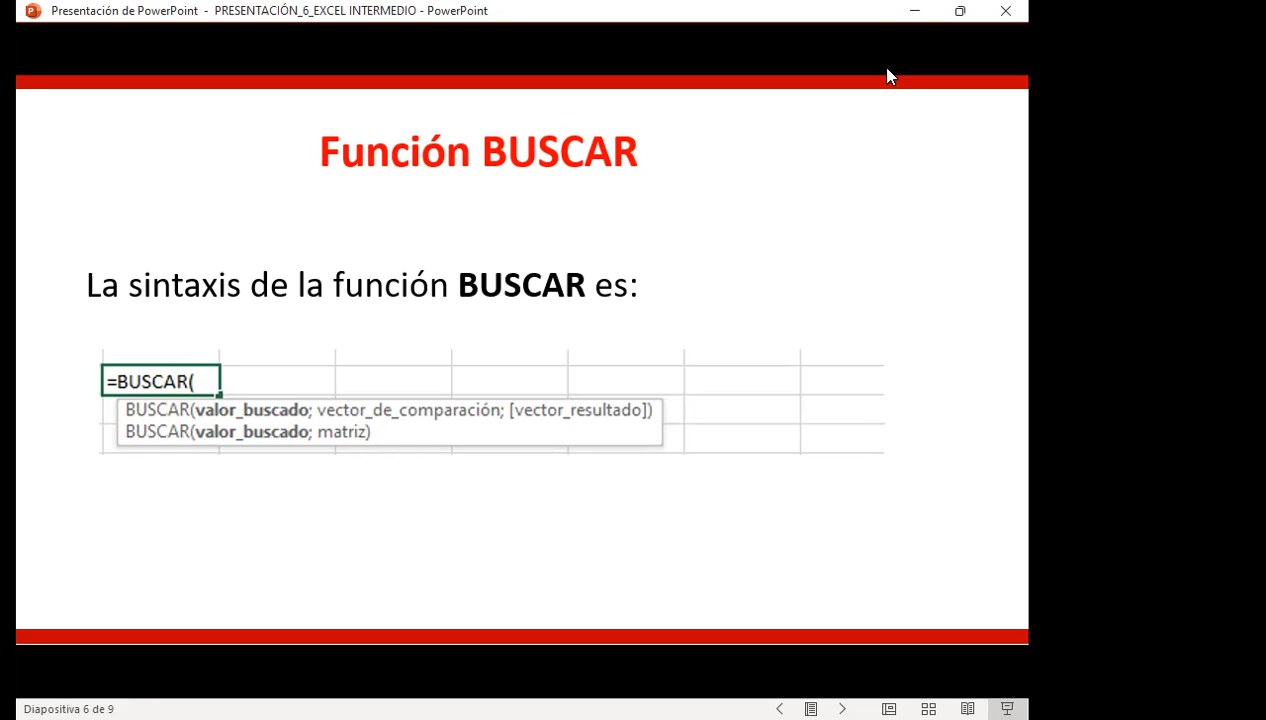 Presentación de PowerPoint - PRESENTACIÓN_6_EXCEL INTERMEDIO - PowerPoint
Función BUSCAR
La sintaxis de la función BUSCAR es:
=BUSCAR(
BUSCAR(valor_buscado; vector_de_comparación; [vector_resultado])
BUSCAR(valor_buscado; matriz)
Diapositiva 6 de 9